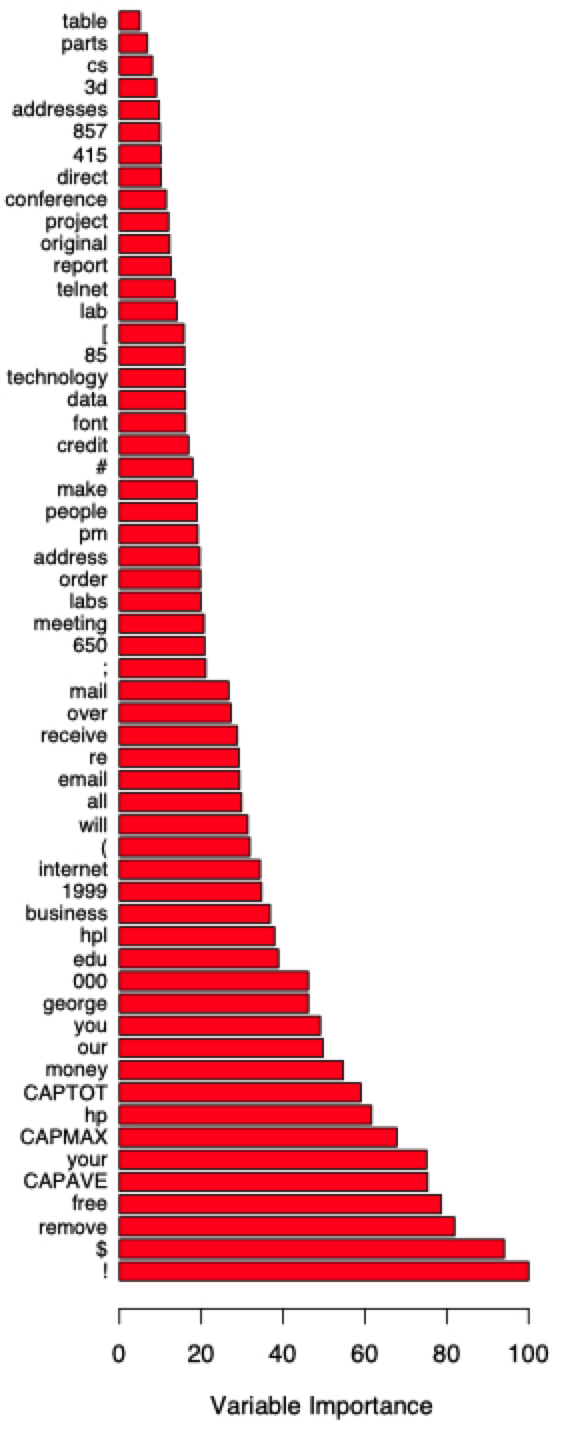 table
parts
cs
3d
addresses
857
415
direct
conference
project
original
report
telnet
lab
[
85
technology
data
font
credit
#
make
people
pm
address
order
labs
meeting
650
;
mail
over
receive
re
email
all
will
(
internet
1999
business
hpl
edu
000
george
you
our
money
CAPTOT
hp
CAPMAX
your
CAPAVE
free
remove
$
!
0 20 40 60 80 100
Variable Importance